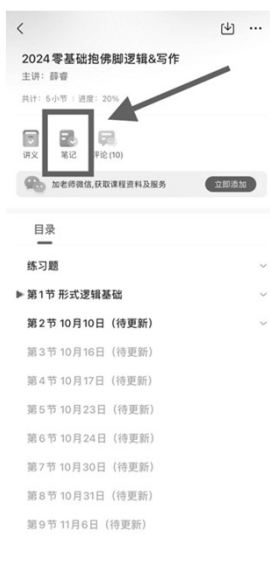 2024零基础抱佛脚逻辑&写作
主讲：薛睿
共计：5小节 | 进度：20%
讲义 笔记 评论(10)
加老师微信,获取课程资料及服务 立即添加
目录
练习题
第1节 形式逻辑基础
第2节 10月10日（待更新）
第3节 10月16日（待更新）
第4节 10月17日（待更新）
第5节 10月23日（待更新）
第6节 10月24日（待更新）
第7节 10月30日（待更新）
第8节 10月31日（待更新）
第9节 11月6日（待更新）